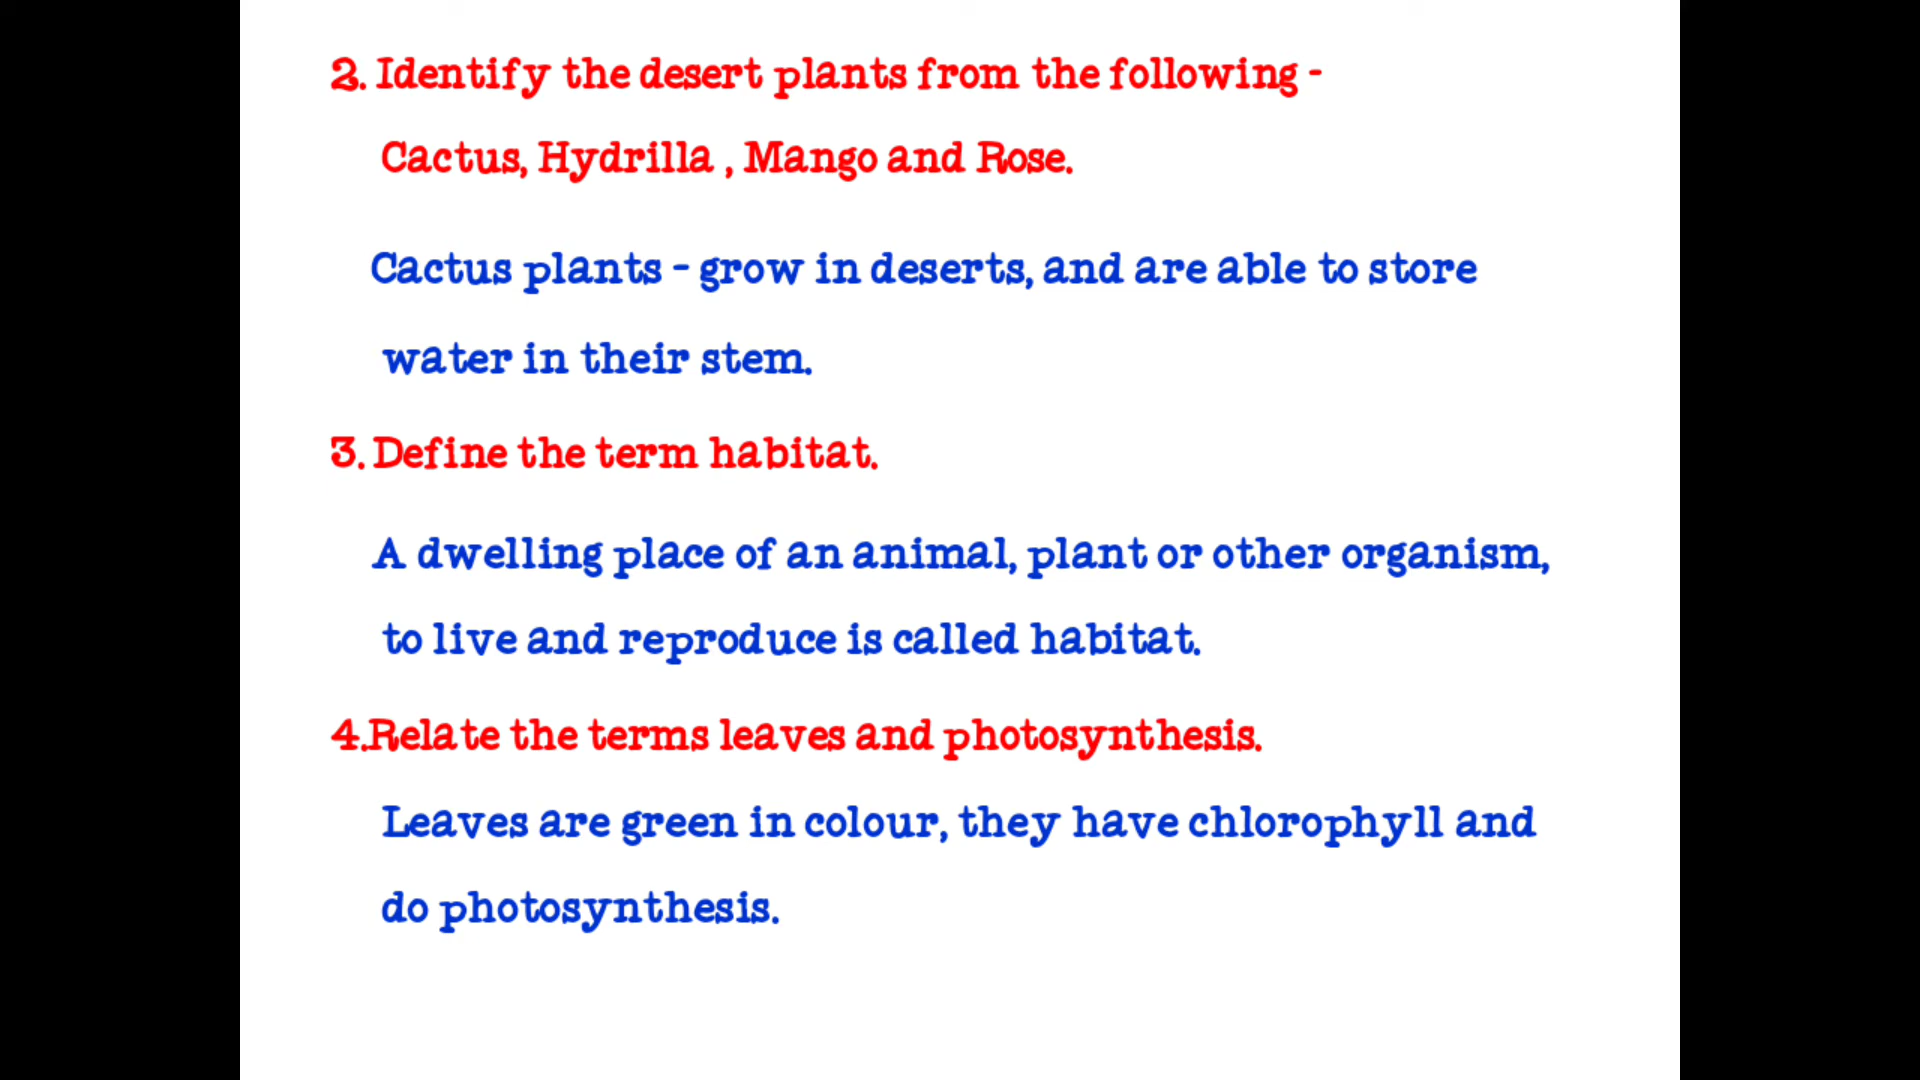 2. Identify the desert plants from the following -
Cactus, Hydrilla , Mango and Rose.
Cactus plants - grow in deserts, and are able to store
water in their stem.
3. Define the term habitat.
A dwelling place of an animal, plant or other organism,
to live and reproduce is called habitat.
4.Relate the terms leaves and photosynthesis.
Leaves are green in colour, they have chlorophyll and
do photosynthesis.